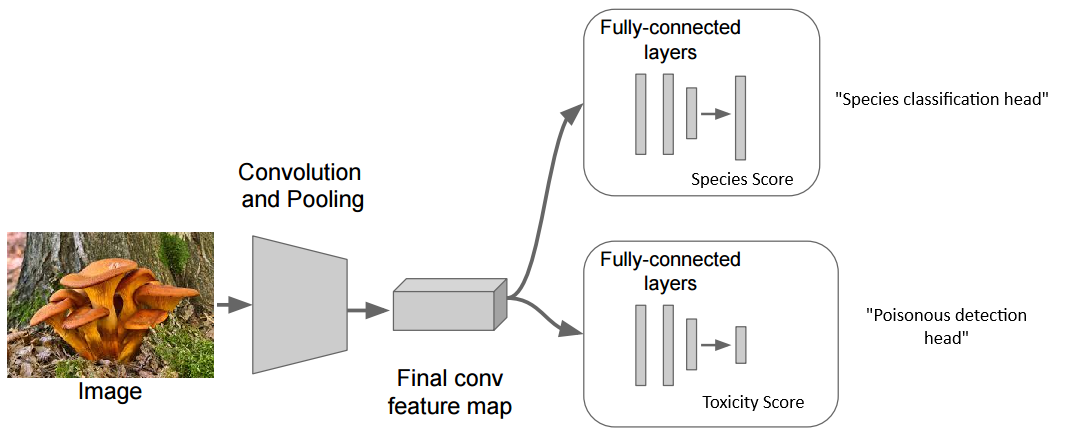 Fully-connected
layers
"Species classification head"
Species Score
Convolution
and Pooling
Image
Final conv
feature map
Fully-connected
layers
"Poisonous detection
head"
Toxicity Score